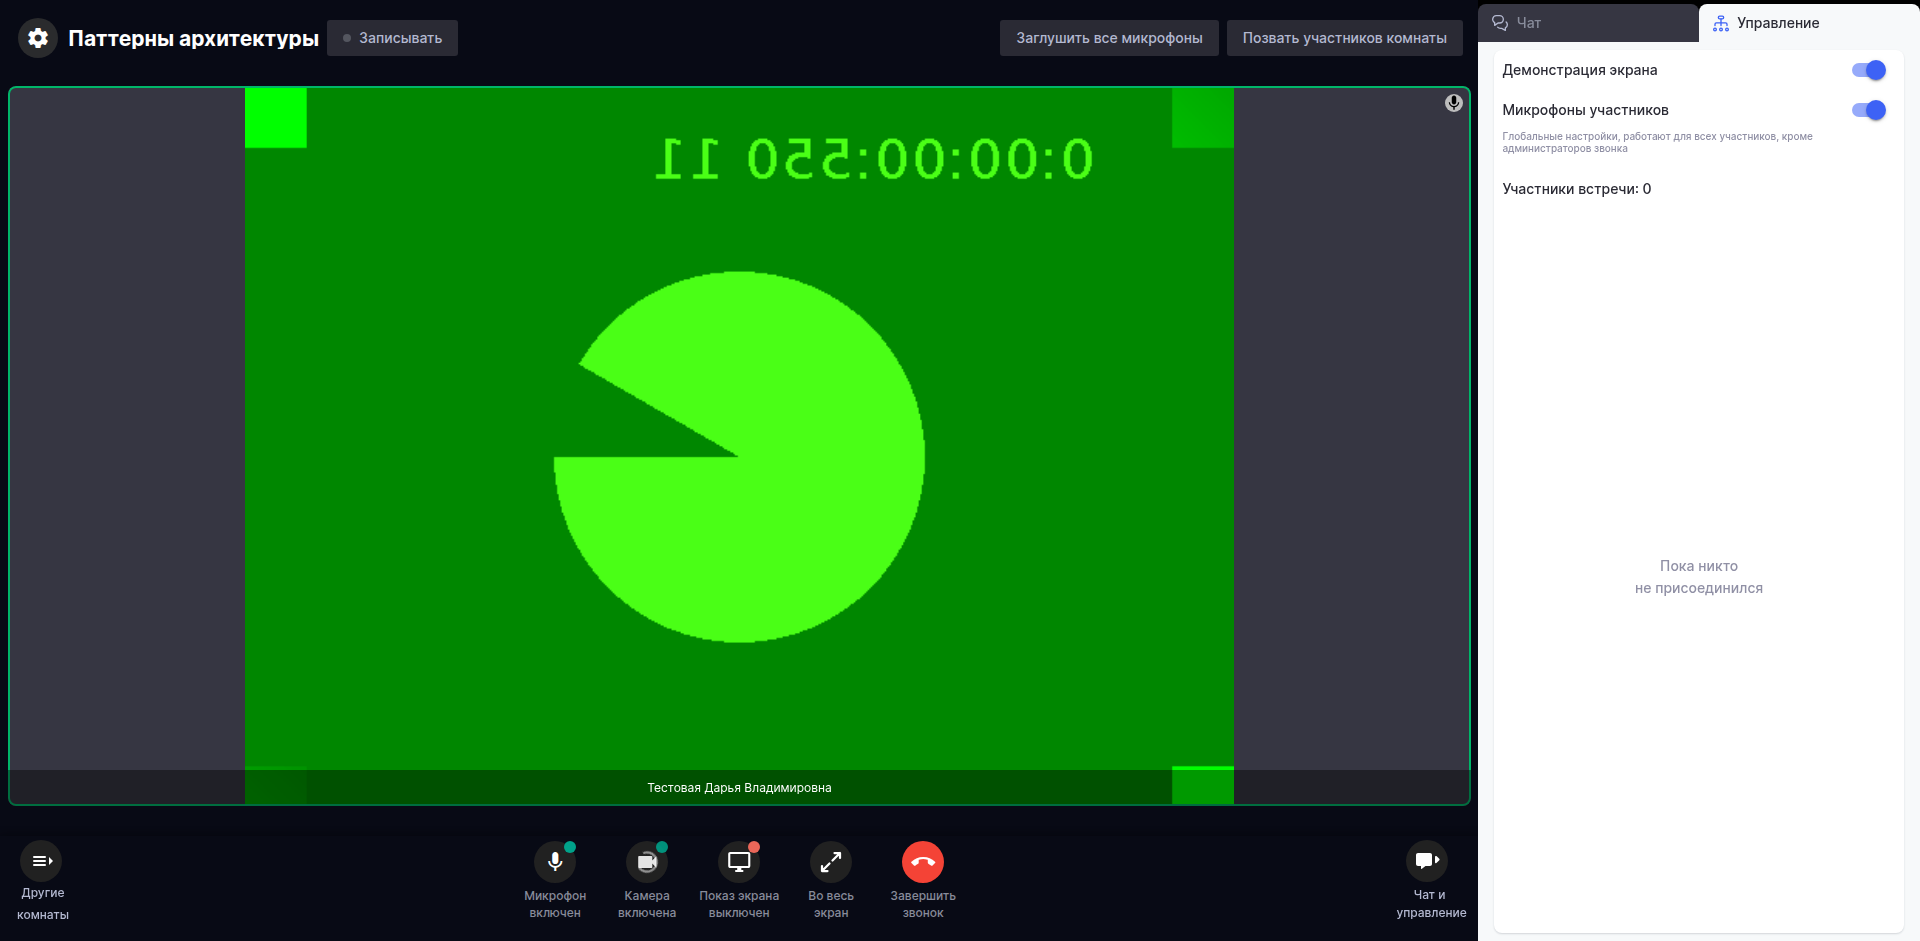 Паттерны архитектуры
Записывать
Заглушить все микрофоны
Позвать участников комнаты
Чат
Управление
Демонстрация экрана
Микрофоны участников
Глобальные настройки, работают для всех участников, кроме
администраторов звонка
Участники встречи: 0
Пока никто
не присоединился
0:00:00:550 11
Тестовая Дарья Владимировна
Другие
комнаты
Микрофон
включен
Камера
включена
Показ экрана
выключен
Во весь
экран
Завершить
звонок
Чат и
управление